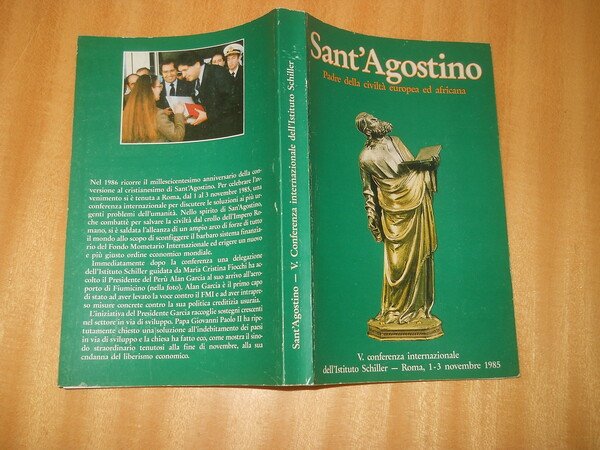 Sant'Agostino
Padre della civiltà europea ed africana
V. conferenza internazionale
dell'Istituto Schiller — Roma, 1-3 novembre 1985
Sant'Agostino — V. Conferenza internazionale dell'Istituto Schiller
Nel 1986 ricorre il milleseicentesimo anniversario della con-
versione al cristianesimo di Sant'Agostino. Per celebrare l'av-
venimento si è tenuta a Roma, dal 1 al 3 novembre 1985, una
conferenza internazionale per discutere le soluzioni ai più ur-
genti problemi dell'umanità. Nello spirito di Sant'Agostino,
che combatté per salvare la civiltà dal crollo dell'Impero Ro-
mano, si è saldata l'alleanza di un ampio arco di forze di tutto
il mondo allo scopo di sconfiggere il barbaro sistema finanzia-
rio del Fondo Mometario Internazionale ed erigere un nuovo
e più giusto ordine economico mondiale.
Immediatamente dopo la conferenza una delegazione
dell'Istituto Schiller guidata da Maria Cristina Fiocchi ha ac-
colto il Presidente del Perù Alan Garcia al suo arrivo all'aero-
porto di Fiumicino (nella foto). Alan Garcia è il primo capo
di stato ad aver levato la voce contro il FMI e ad aver intrapre-
so misure concrete contro la sua politica creditizia usurai.
L'iniziativa del Presidente Garcia raccoglie sostegni crescenti
nel settore in via di sviluppo. Papa Giovanni Paolo II ha ripe-
tutamente chiesto una soluzione all'indebitamento dei paesi
in via di sviluppo e la chiesa ha fatto eco, come mostra il sino-
do straordinario tenutosi alla fine di novembre, alla sua
condanna del liberismo economico.